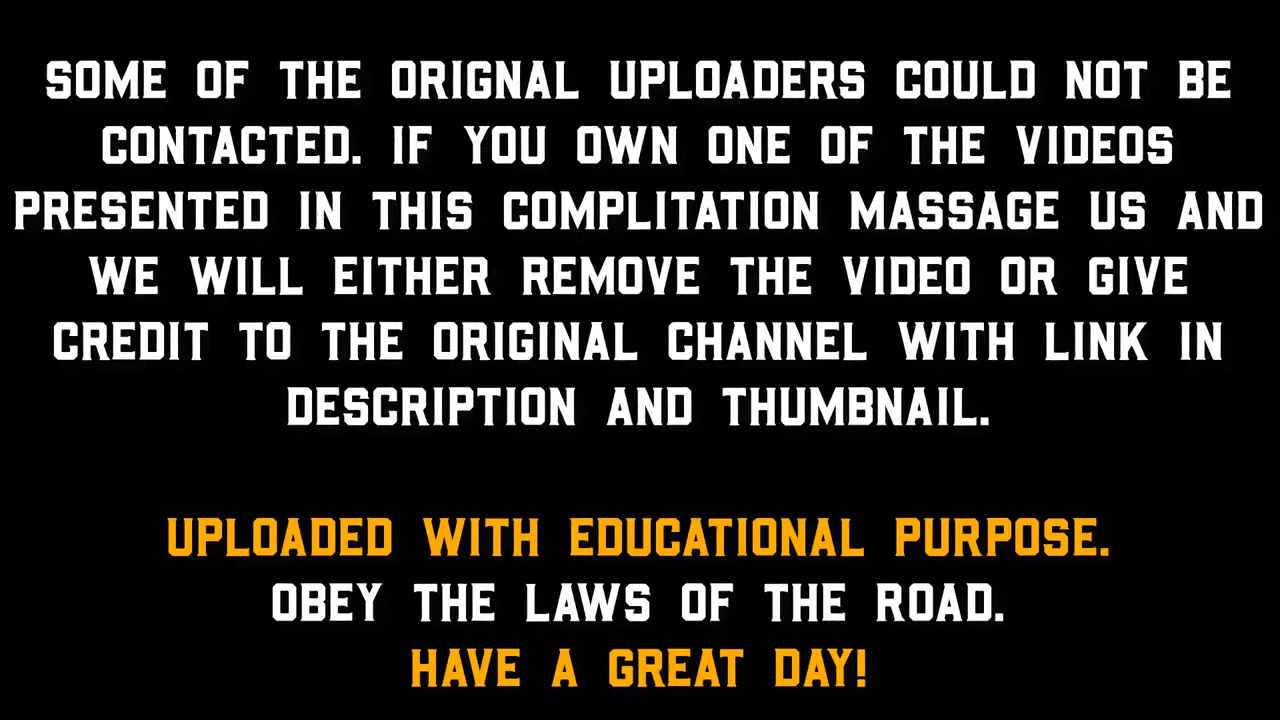 SOME OF THE ORIGNAL UPLOADERS COULD NOT BE
CONTACTED. IF YOU OWN ONE OF THE VIDEOS
PRESENTED IN THIS COMPLITATION MASSAGE US AND
WE WILL EITHER REMOVE THE VIDEO OR GIVE
CREDIT TO THE ORIGINAL CHANNEL WITH LINK IN
DESCRIPTION AND THUMBNAIL.
UPLOADED WITH EDUCATIONAL PURPOSE.
OBEY THE LAWS OF THE ROAD.
HAVE A GREAT DAY!